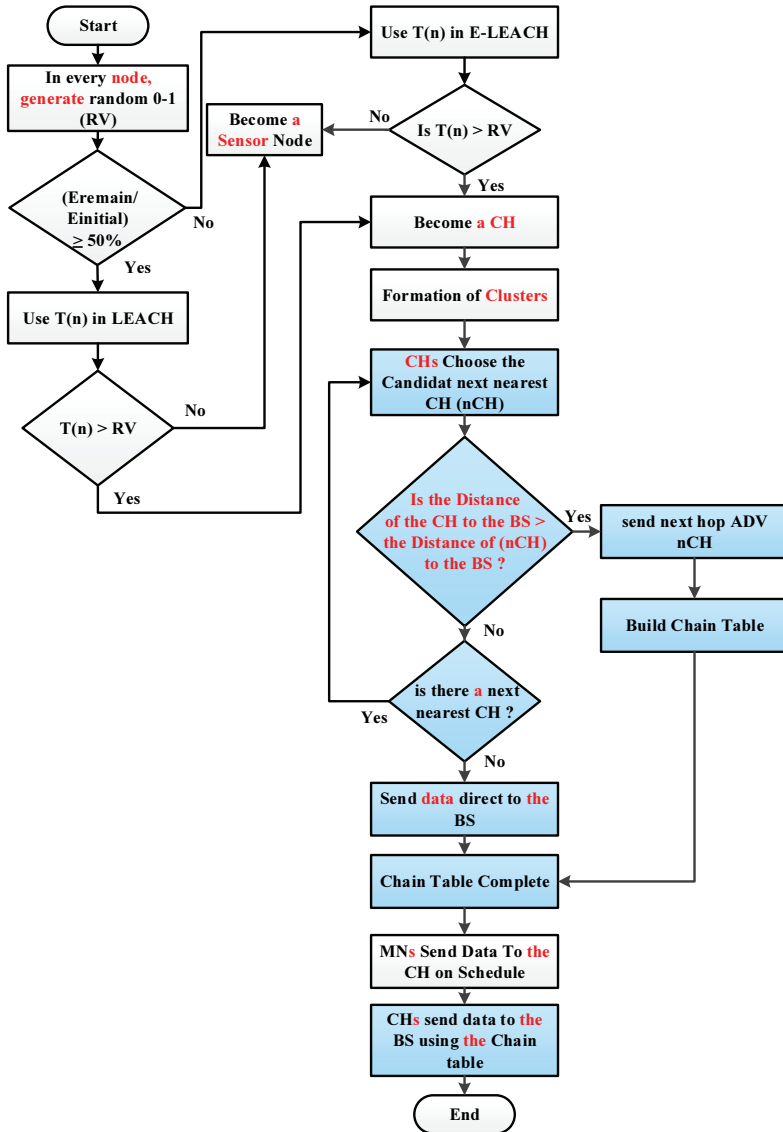 Start
In every node,
generate random 0-1
(RV)
(Eremain/
Einitial)
≥ 50%
No
Yes
Use T(n) in LEACH
T(n) > RV
No
Yes
Use T(n) in E-LEACH
Is T(n) > RV
No
Yes
Become a
Sensor Node
Become a CH
Formation of Clusters
CHs Choose the
Candidat next nearest
CH (nCH)
Is the Distance
of the CH to the BS >
the Distance of (nCH)
to the BS ?
Yes
No
send next hop ADV
nCH
Build Chain Table
is there a next
nearest CH ?
Yes
No
Send data direct to the
BS
Chain Table Complete
MNs Send Data To the
CH on Schedule
CHs send data to the
BS using the Chain
table
End